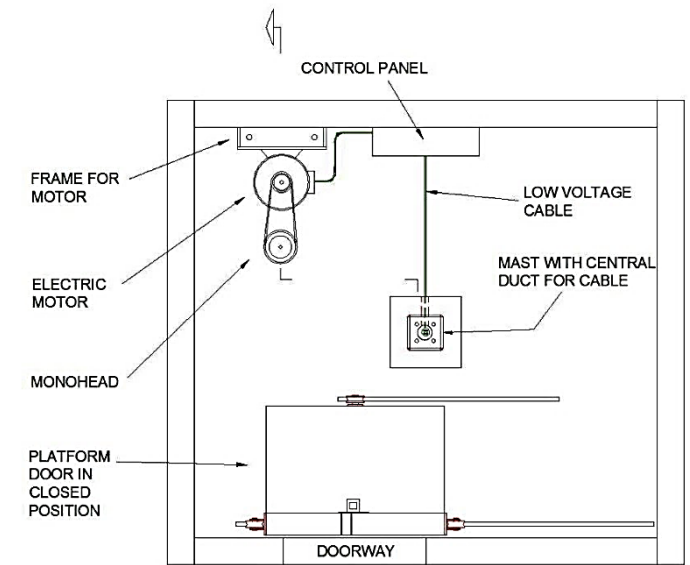 CONTROL PANEL
FRAME FOR
MOTOR
LOW VOLTAGE
CABLE
MAST WITH CENTRAL
DUCT FOR CABLE
ELECTRIC
MOTOR
MONOHEAD
PLATFORM
DOOR IN
CLOSED
POSITION
DOORWAY